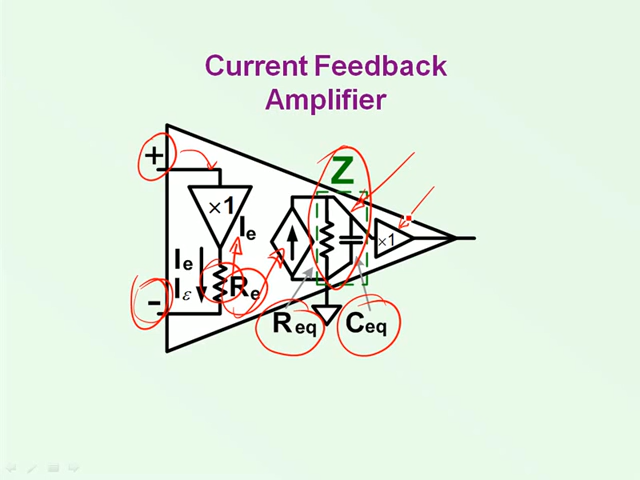 Current Feedback
Amplifier
+
Z
×1
Ie
×1
Ie
Iε
Re
-
Req
Ceq